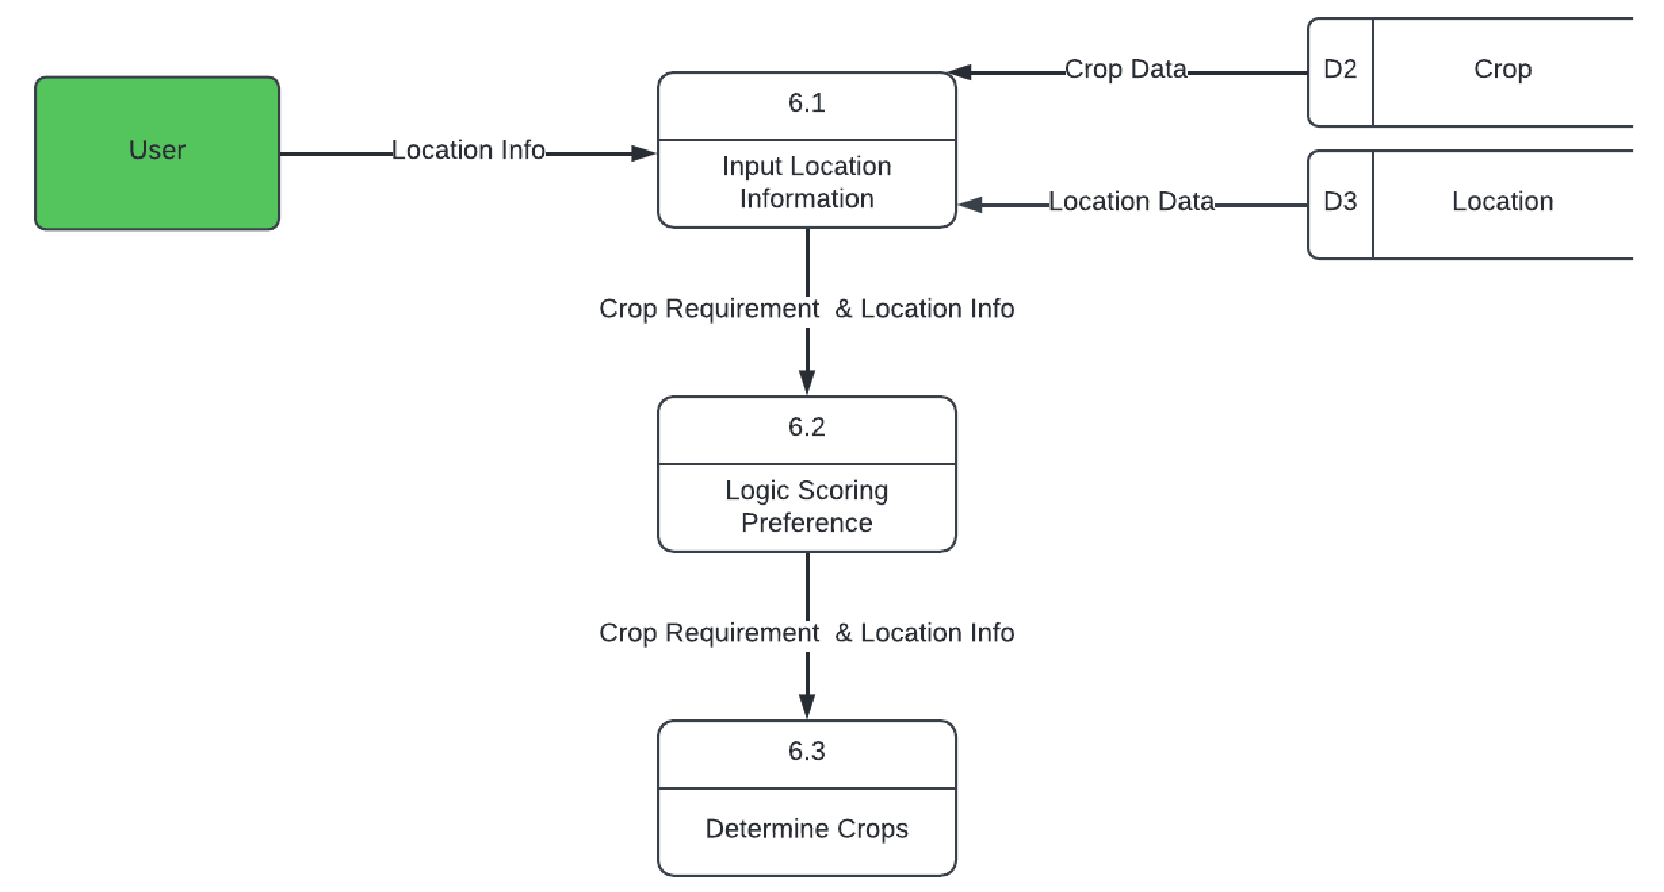 User
Location Info
6.1
Input Location
Information
Crop Data
D2
Crop
Location Data
D3
Location
Crop Requirement  & Location Info
6.2
Logic Scoring
Preference
Crop Requirement  & Location Info
6.3
Determine Crops